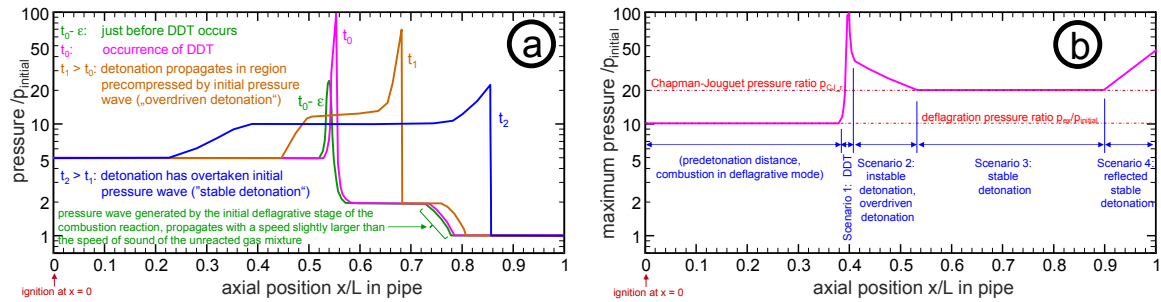 pressure /p_initial
100
50
20
10
5
2
1
t₀- ε: just before DDT occurs
t₀: occurrence of DDT
t₁ > t₀: detonation propagates in region
precompressed by initial pressure
wave („overdriven detonation“)
t₀- ε
t₀
t₁
t₂
a
t₂ > t₁: detonation has overtaken initial
pressure wave ("stable detonation“)
pressure wave generated by the initial deflagrative stage of the
combustion reaction, propagates with a speed slightly larger than
the speed of sound of the unreacted gas mixture
0 0.1 0.2 0.3 0.4 0.5 0.6 0.7 0.8 0.9 1
axial position x/L in pipe
ignition at x = 0
maximum pressure /p_initial
100
50
20
10
5
2
1
b
Chapman-Jouguet pressure ratio p_CJ
deflagration pressure ratio p_ex/p_initial
(predetonation distance,
combustion in deflagrative mode)
Scenario 1: DDT
Scenario 2:
instable
detonation,
overdriven
detonation
Scenario 3:
stable
detonation
Scenario 4:
reflected
stable
detonation
0 0.1 0.2 0.3 0.4 0.5 0.6 0.7 0.8 0.9 1
axial position x/L in pipe
ignition at x = 0